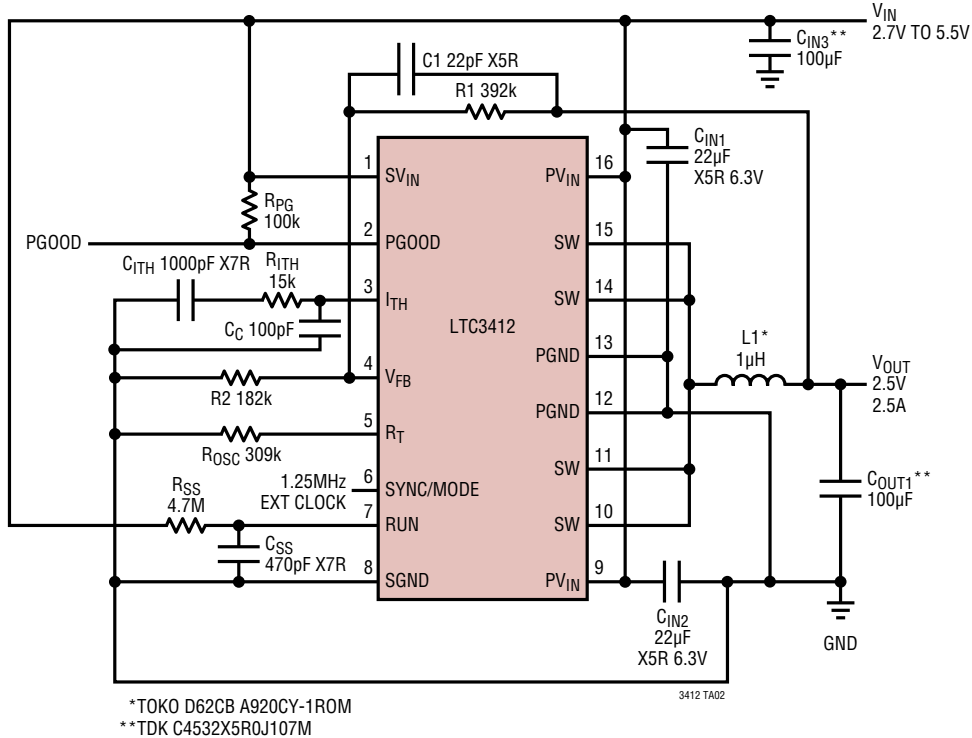 V_IN
2.7V TO 5.5V
C_IN3**
100µF
C1 22pF X5R
R1 392k
C_IN1
22µF
X5R 6.3V
1
SV_IN
PV_IN
16
R_PG
100k
PGOOD
2
PGOOD
SW
15
C_ITH 1000pF X7R
R_ITH
15k
3
I_TH
SW
14
C_C 100pF
LTC3412
PGND
13
L1*
1µH
4
V_FB
R2 182k
PGND
12
V_OUT
2.5V
2.5A
5
R_T
R_OSC 309k
SW
11
1.25MHz
EXT CLOCK
6
SYNC/MODE
C_OUT1**
100µF
R_SS
4.7M
7
RUN
SW
10
C_SS
470pF X7R
8
SGND
PV_IN
9
C_IN2
22µF
X5R 6.3V
GND
3412 TA02
*TOKO D62CB A920CY-1ROM
**TDK C4532X5R0J107M